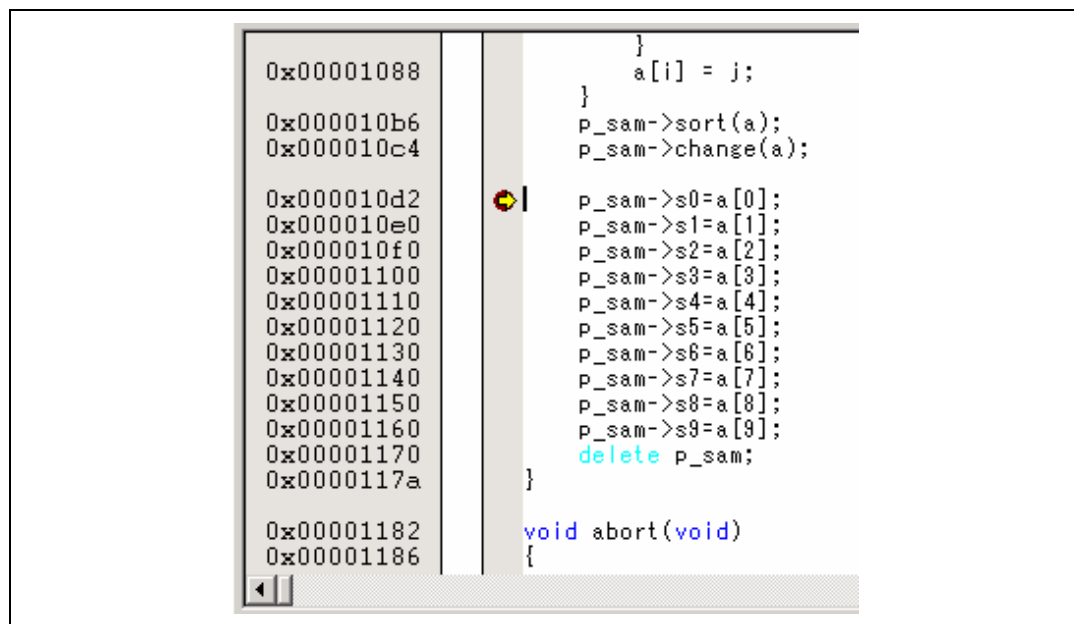 }
0x00001088 a[i] = j;
}
0x000010b6 p_sam->sort(a);
0x000010c4 p_sam->change(a);
0x000010d2 p_sam->s0=a[0];
0x000010e0 p_sam->s1=a[1];
0x000010f0 p_sam->s2=a[2];
0x00001100 p_sam->s3=a[3];
0x00001110 p_sam->s4=a[4];
0x00001120 p_sam->s5=a[5];
0x00001130 p_sam->s6=a[6];
0x00001140 p_sam->s7=a[7];
0x00001150 p_sam->s8=a[8];
0x00001160 p_sam->s9=a[9];
0x00001170 delete p_sam;
0x0000117a }
0x00001182 void abort(void)
0x00001186 {